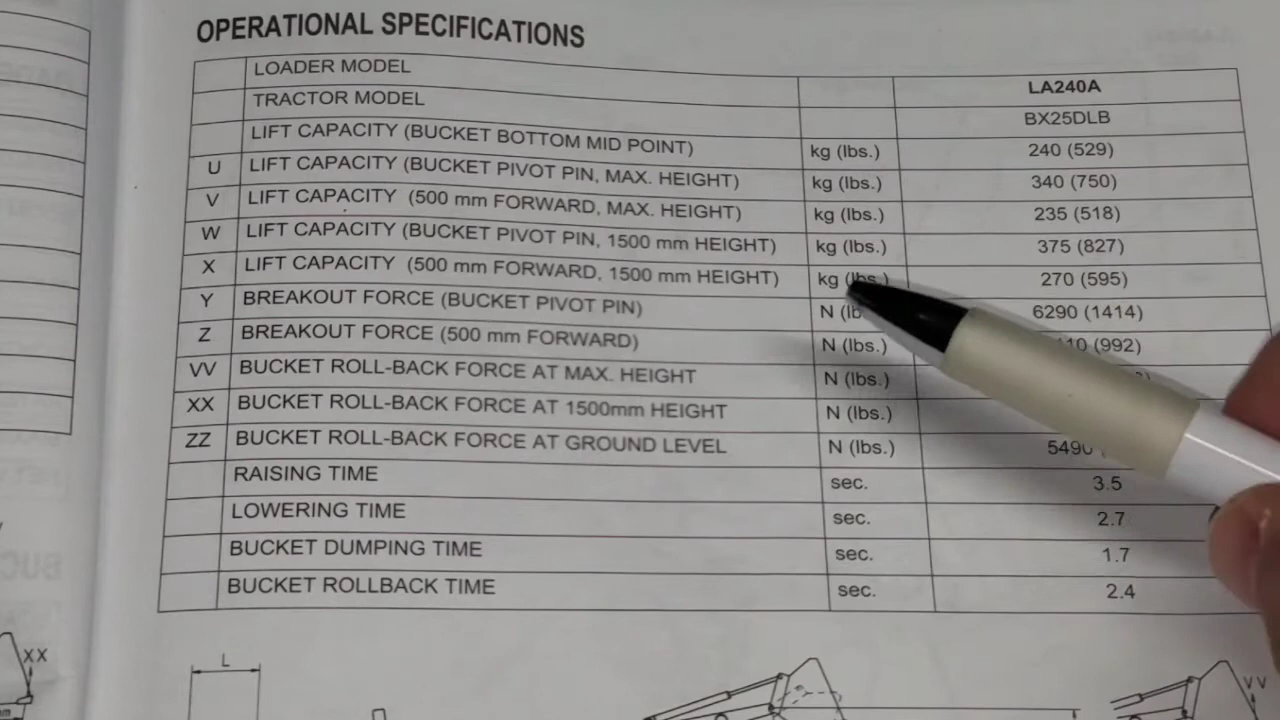 OPERATIONAL SPECIFICATIONS
LOADER MODEL LA240A
TRACTOR MODEL BX25DLB
LIFT CAPACITY (BUCKET BOTTOM MID POINT) kg (lbs.) 240 (529)
U LIFT CAPACITY (BUCKET PIVOT PIN, MAX. HEIGHT) kg (lbs.) 340 (750)
V LIFT CAPACITY (500 mm FORWARD, MAX. HEIGHT) kg (lbs.) 235 (518)
W LIFT CAPACITY (BUCKET PIVOT PIN, 1500 mm HEIGHT) kg (lbs.) 375 (827)
X LIFT CAPACITY (500 mm FORWARD, 1500 mm HEIGHT) kg (lbs.) 270 (595)
Y BREAKOUT FORCE (BUCKET PIVOT PIN) N (lb 6290 (1414)
Z BREAKOUT FORCE (500 mm FORWARD) N (lbs.) (992)
VV BUCKET ROLL-BACK FORCE AT MAX. HEIGHT N (lbs.)
XX BUCKET ROLL-BACK FORCE AT 1500mm HEIGHT N (lbs.)
ZZ BUCKET ROLL-BACK FORCE AT GROUND LEVEL N (lbs.) 5490
RAISING TIME sec. 3.5
LOWERING TIME sec. 2.7
BUCKET DUMPING TIME sec. 1.7
BUCKET ROLLBACK TIME sec. 2.4
XX
L
VV